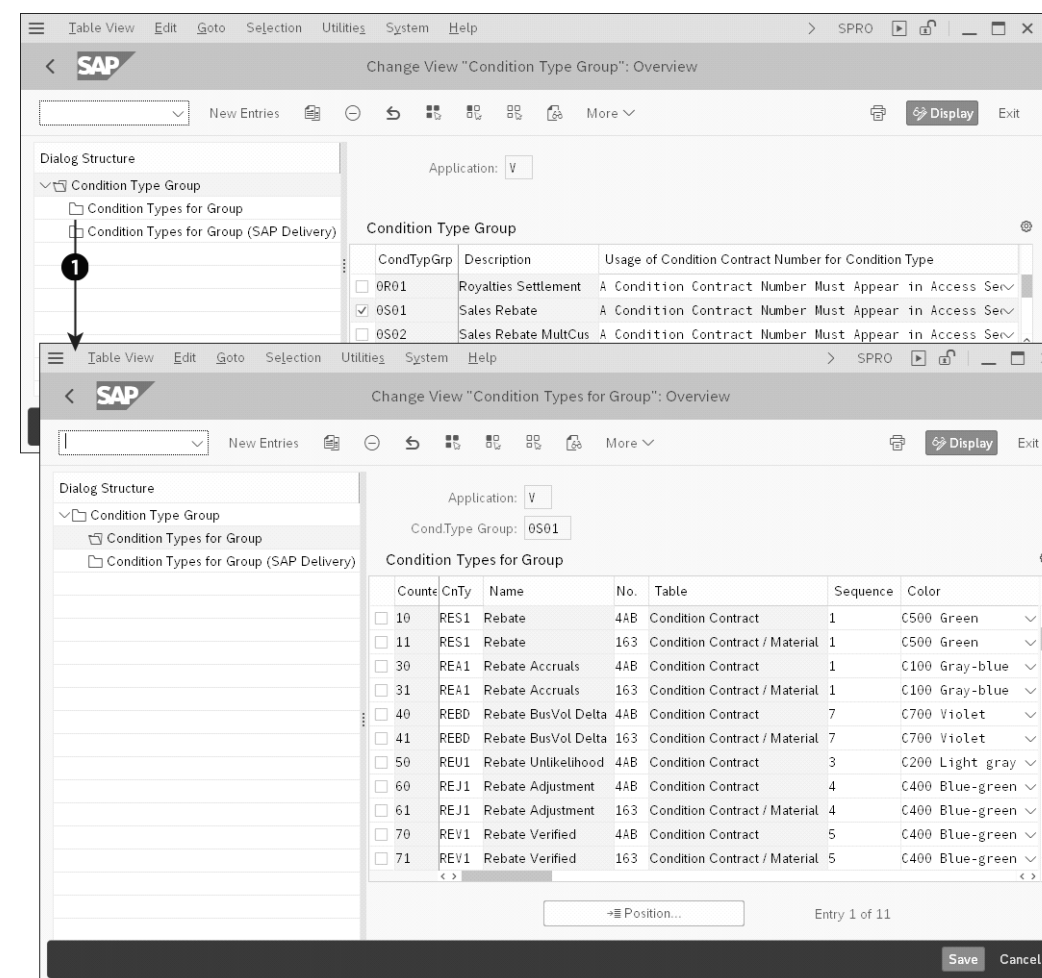 Table View Edit Goto Selection Utilities System Help SPRO
SAP
Change View "Condition Type Group": Overview
New Entries More Display Exit
Dialog Structure
Condition Type Group
Condition Types for Group
Condition Types for Group (SAP Delivery)
1
Application: V
Condition Type Group
CondTypGrp Description Usage of Condition Contract Number for Condition Type
0R01 Royalties Settlement A Condition Contract Number Must Appear in Access Se
0S01 Sales Rebate A Condition Contract Number Must Appear in Access Se
0S02 Sales Rebate MultCus A Condition Contract Number Must Appear in Access Se
Table View Edit Goto Selection Utilities System Help SPRO
SAP
Change View "Condition Types for Group": Overview
New Entries More Display Exit
Dialog Structure
Condition Type Group
Condition Types for Group
Condition Types for Group (SAP Delivery)
Application: V
Cond.Type Group: 0S01
Condition Types for Group
Counte CnTy Name No. Table Sequence Color
10 RES1 Rebate 4AB Condition Contract 1 C500 Green
11 RES1 Rebate 163 Condition Contract / Material 1 C500 Green
30 REA1 Rebate Accruals 4AB Condition Contract 1 C100 Gray-blue
31 REA1 Rebate Accruals 163 Condition Contract / Material 1 C100 Gray-blue
40 REBD Rebate BusVol Delta 4AB Condition Contract 7 C700 Violet
41 REBD Rebate BusVol Delta 163 Condition Contract / Material 7 C700 Violet
50 REU1 Rebate Unlikelihood 4AB Condition Contract 3 C200 Light gray
60 REJ1 Rebate Adjustment 4AB Condition Contract 4 C400 Blue-green
61 REJ1 Rebate Adjustment 163 Condition Contract / Material 4 C400 Blue-green
70 REV1 Rebate Verified 4AB Condition Contract 5 C400 Blue-green
71 REV1 Rebate Verified 163 Condition Contract / Material 5 C400 Blue-green
Position...
Entry 1 of 11
Save Cancel